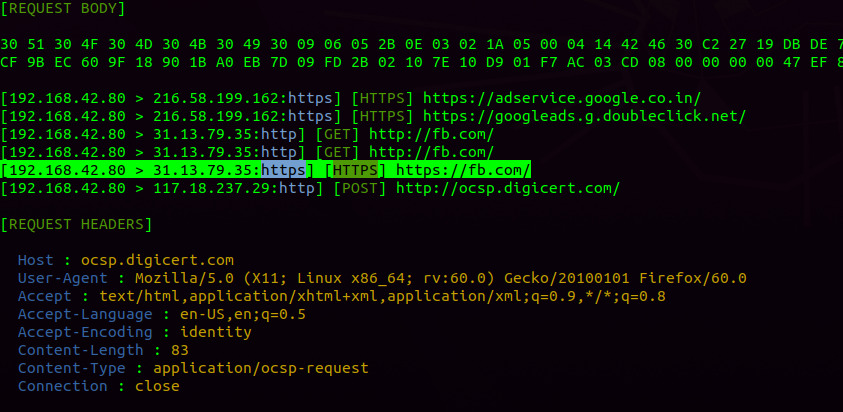 [REQUEST BODY]
30 51 30 4F 30 4D 30 4B 30 49 30 09 06 05 2B 0E 03 02 1A 05 00 04 14 42 46 30 C2 27 19 DB DE
CF 9B EC 60 9F 18 90 1B A0 EB 7D 09 FD 2B 02 10 7E 10 D9 01 F7 AC 03 CD 08 00 00 00 00 47 EF
[192.168.42.80 > 216.58.199.162:https] [HTTPS] https://adservice.google.co.in/
[192.168.42.80 > 216.58.199.162:https] [HTTPS] https://googleads.g.doubleclick.net/
[192.168.42.80 > 31.13.79.35:http] [GET] http://fb.com/
[192.168.42.80 > 31.13.79.35:http] [GET] http://fb.com/
[192.168.42.80 > 31.13.79.35:https] [HTTPS] https://fb.com/
[192.168.42.80 > 117.18.237.29:http] [POST] http://ocsp.digicert.com/
[REQUEST HEADERS]
Host : ocsp.digicert.com
User-Agent : Mozilla/5.0 (X11; Linux x86_64; rv:60.0) Gecko/20100101 Firefox/60.0
Accept : text/html,application/xhtml+xml,application/xml;q=0.9,*/*;q=0.8
Accept-Language : en-US,en;q=0.5
Accept-Encoding : identity
Content-Length : 83
Content-Type : application/ocsp-request
Connection : close